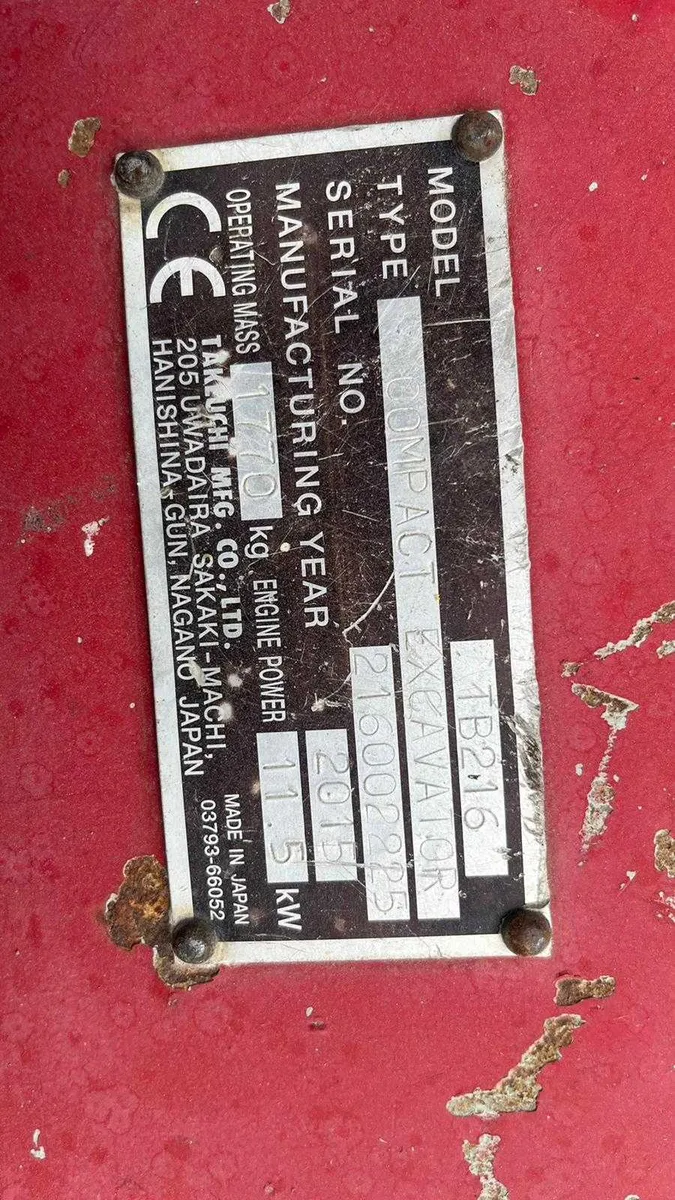 MODEL TB216
TYPE COMPACT EXCAVATOR
SERIAL NO. 216002225
MANUFACTURING YEAR 2015
OPERATING MASS 1770 kg ENGINE POWER 11.5 kW
CE
TAKEUCHI MFG. CO., LTD.
205 UWADAIRA SAKAKI-MACHI,
HANISHINA-GUN, NAGANO JAPAN
MADE IN JAPAN
03793-66052